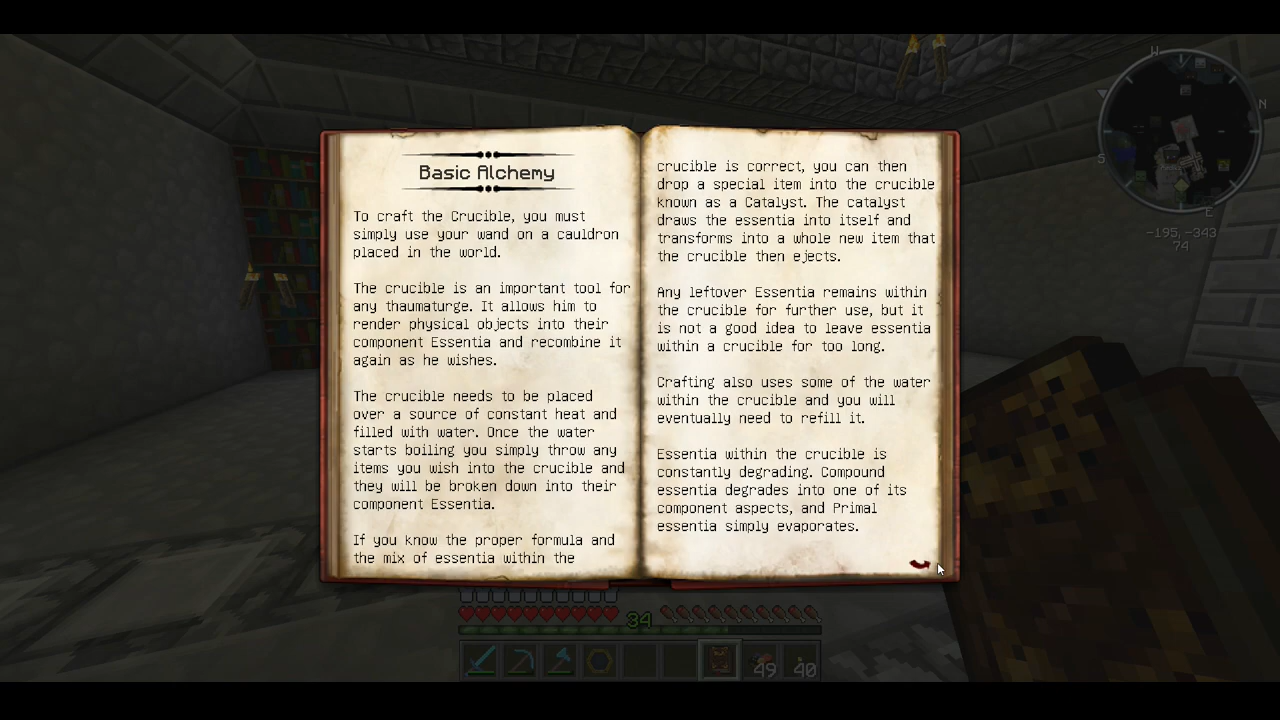 Basic Alchemy
To craft the Crucible, you must
simply use your wand on a cauldron
placed in the world.
The crucible is an important tool for
any thaumaturge. It allows him to
render physical objects into their
component Essentia and recombine it
again as he wishes.
The crucible needs to be placed
over a source of constant heat and
filled with water. Once the water
starts boiling you simply throw any
items you wish into the crucible and
they will be broken down into their
component Essentia.
If you know the proper formula and
the mix of essentia within the
crucible is correct, you can then
drop a special item into the crucible
known as a Catalyst. The catalyst
draws the essentia into itself and
transforms into a whole new item that
the crucible then ejects.
Any leftover Essentia remains within
the crucible for further use, but it
is not a good idea to leave essentia
within a crucible for too long.
Crafting also uses some of the water
within the crucible and you will
eventually need to refill it.
Essentia within the crucible is
constantly degrading. Compound
essentia degrades into one of its
component aspects, and Primal
essentia simply evaporates.
W
N
S
E
-195, -343
74
34
49
40